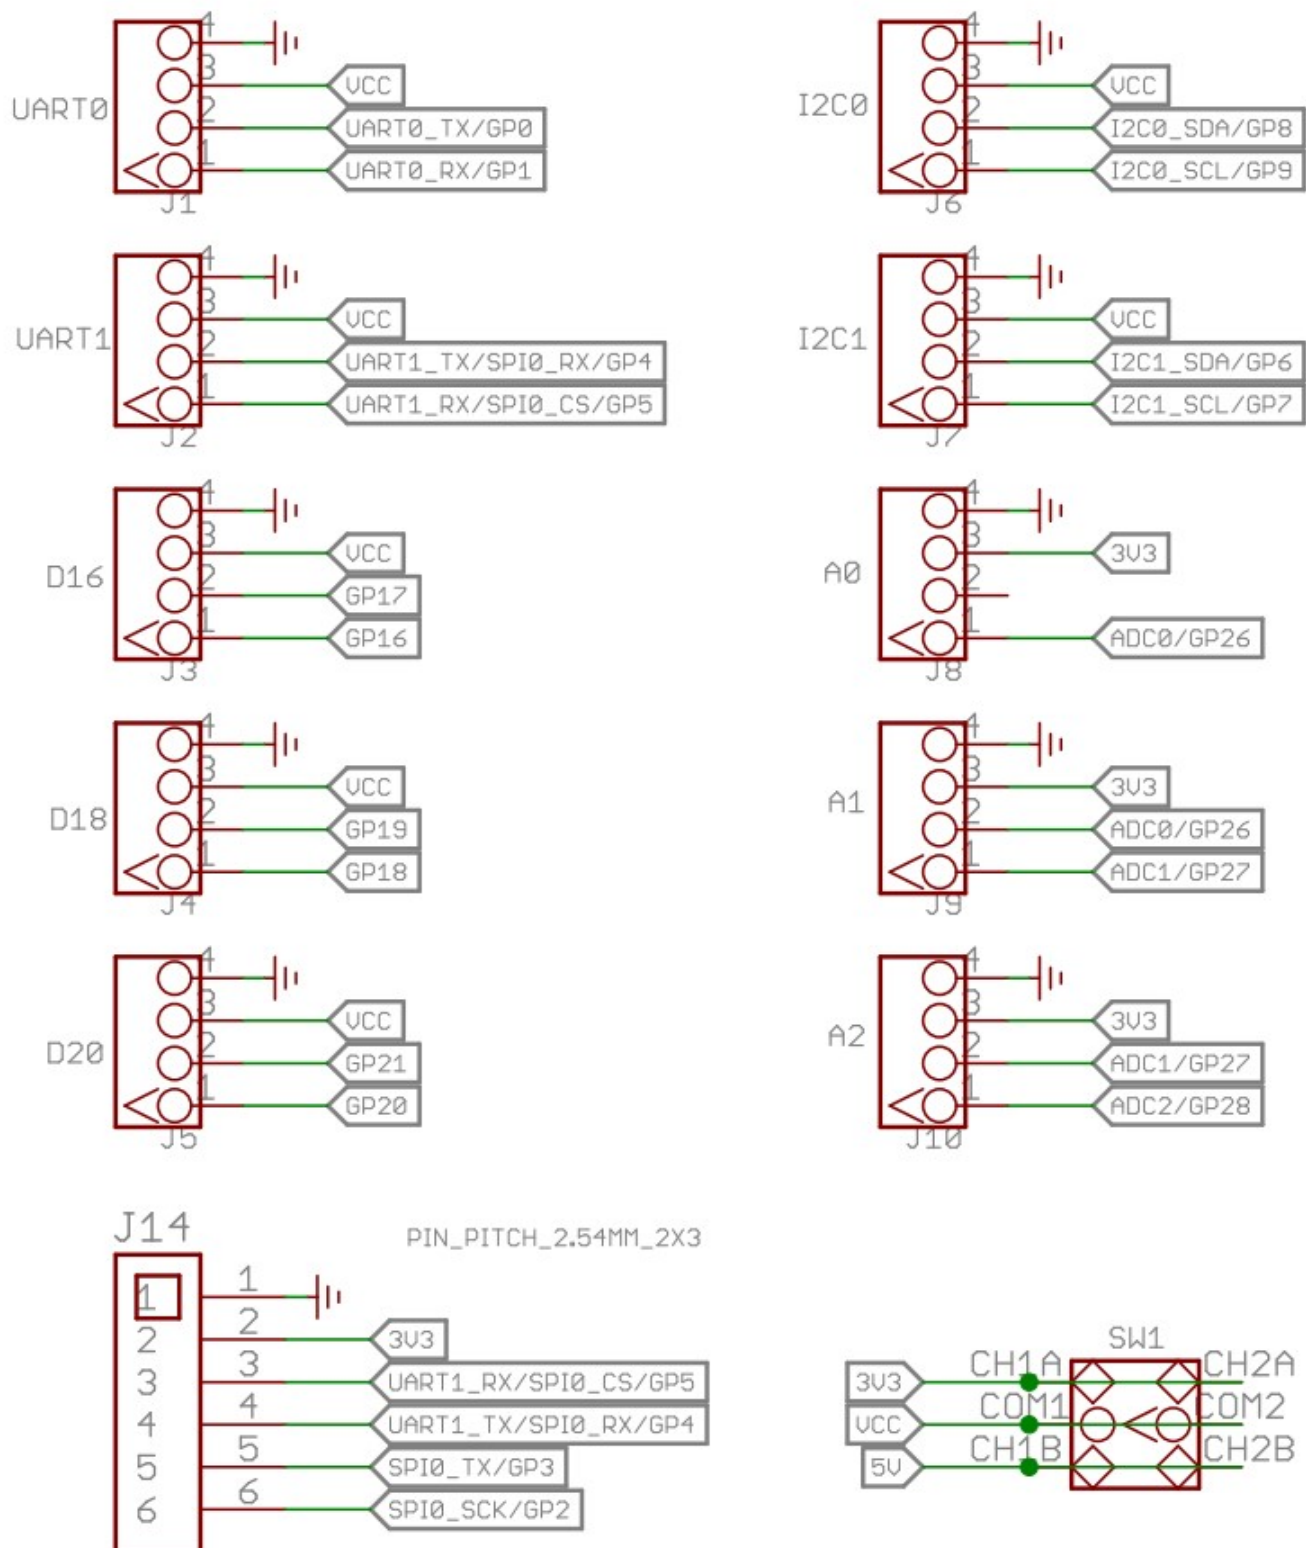 UART0
4
3
VCC
2
UART0_TX/GP0
1
UART0_RX/GP1
J1
UART1
4
3
VCC
2
UART1_TX/SPI0_RX/GP4
1
UART1_RX/SPI0_CS/GP5
J2
D16
4
3
VCC
2
GP17
1
GP16
J3
D18
4
3
VCC
2
GP19
1
GP18
J4
D20
4
3
VCC
2
GP21
1
GP20
J5
I2C0
4
3
VCC
2
I2C0_SDA/GP8
1
I2C0_SCL/GP9
J6
I2C1
4
3
VCC
2
I2C1_SDA/GP6
1
I2C1_SCL/GP7
J7
A0
4
3
3V3
2
1
ADC0/GP26
J8
A1
4
3
3V3
2
ADC0/GP26
1
ADC1/GP27
J9
A2
4
3
3V3
2
ADC1/GP27
1
ADC2/GP28
J10
J14
PIN_PITCH_2.54MM_2X3
1 1
2 2 3V3
3 3 UART1_RX/SPI0_CS/GP5
4 4 UART1_TX/SPI0_RX/GP4
5 5 SPI0_TX/GP3
6 6 SPI0_SCK/GP2
SW1
3V3 CH1A CH2A
VCC COM1 COM2
5V CH1B CH2B